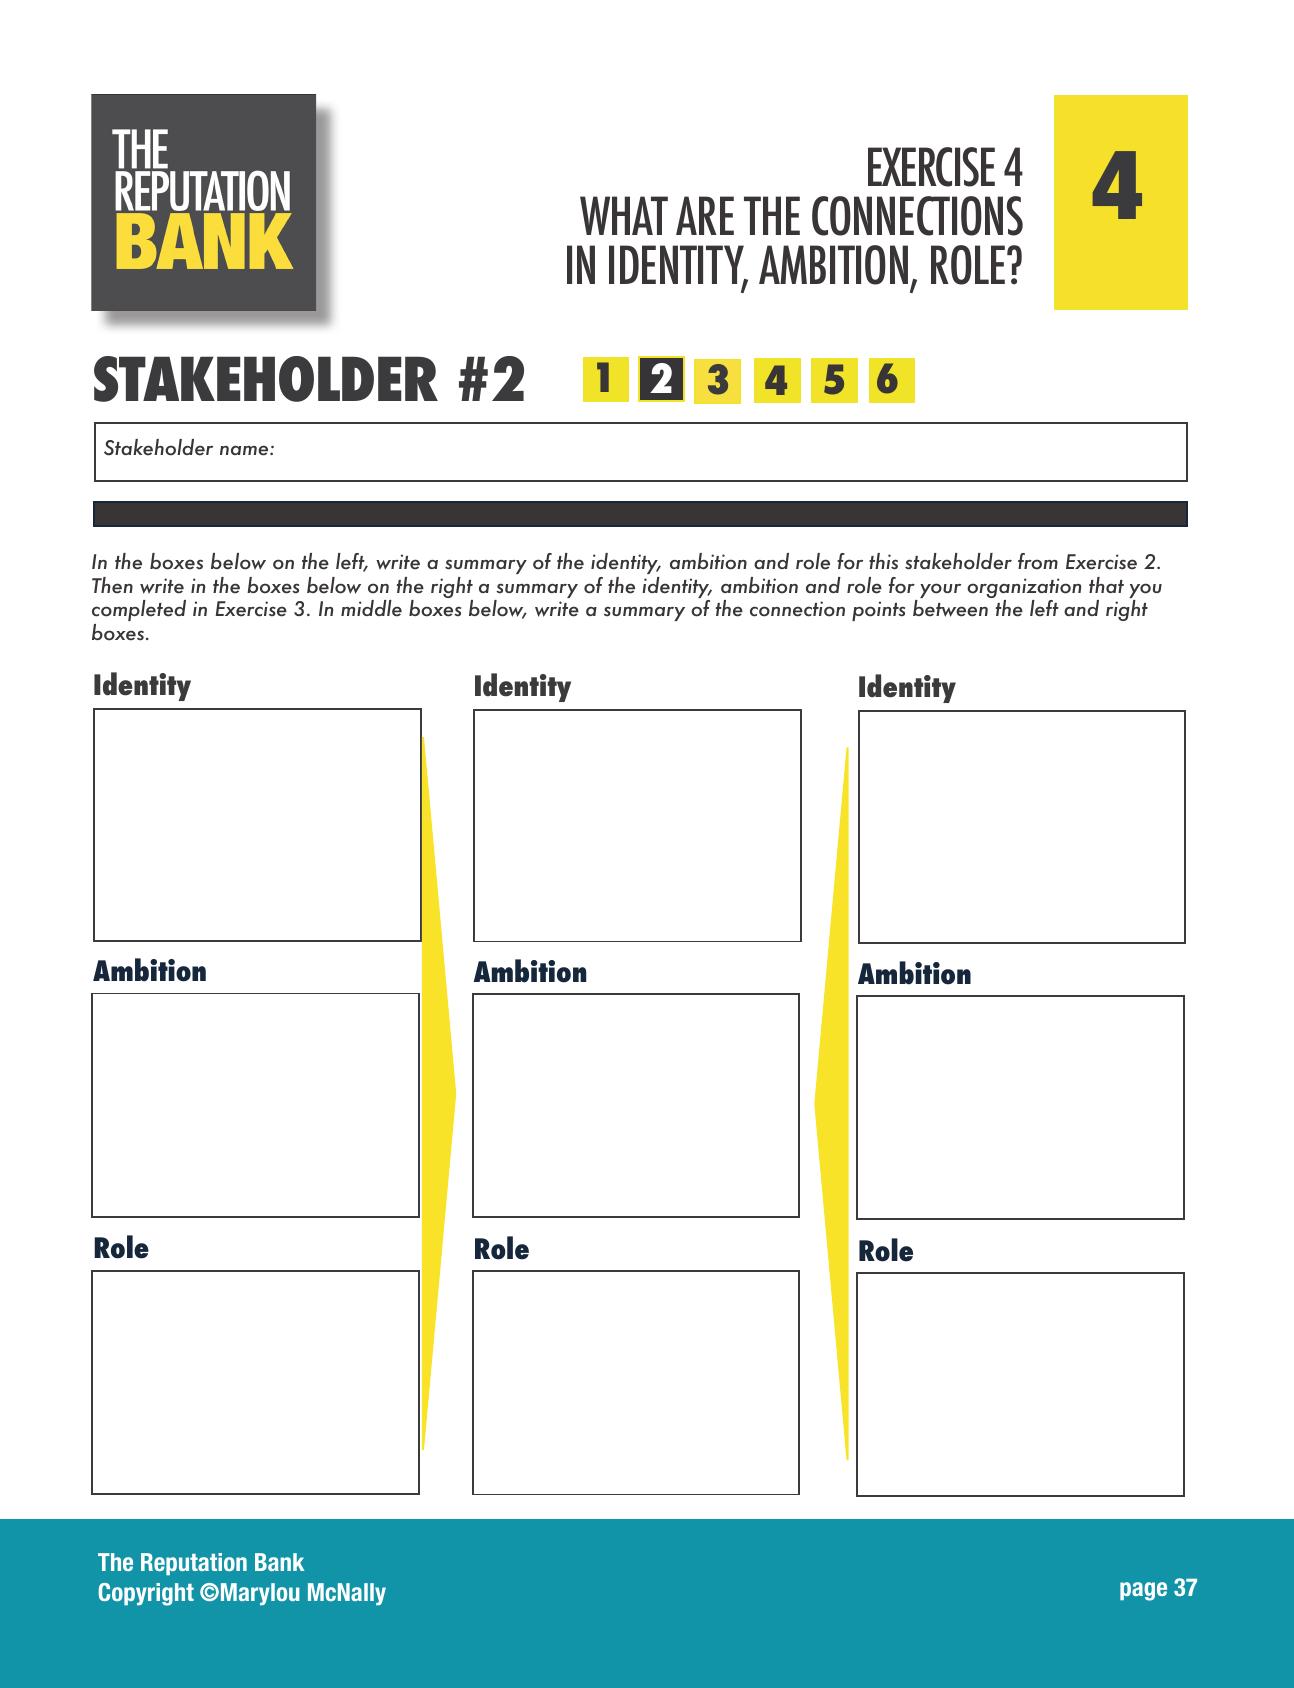 THE
REPUTATION
BANK
EXERCISE 4
WHAT ARE THE CONNECTIONS
IN IDENTITY, AMBITION, ROLE?
4
STAKEHOLDER #2
1 2 3 4 5 6
Stakeholder name:
In the boxes below on the left, write a summary of the identity, ambition and role for this stakeholder from Exercise 2.
Then write in the boxes below on the right a summary of the identity, ambition and role for your organization that you
completed in Exercise 3. In middle boxes below, write a summary of the connection points between the left and right
boxes.
Identity Identity Identity
Ambition Ambition Ambition
Role Role Role
The Reputation Bank
Copyright ©Marylou McNally
page 37